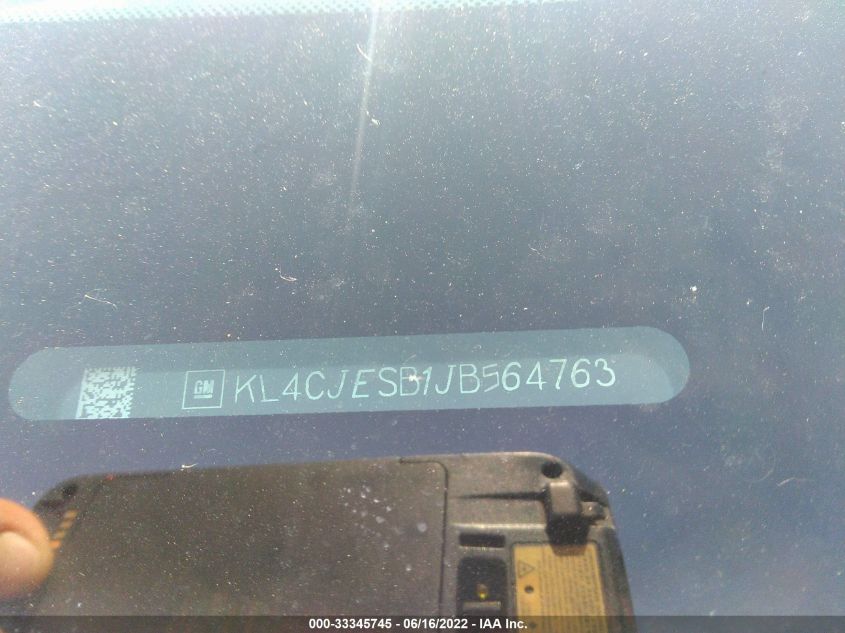 GM KL4CJESB1JB564763
000-33345745 - 06/16/2022 - IAA Inc.